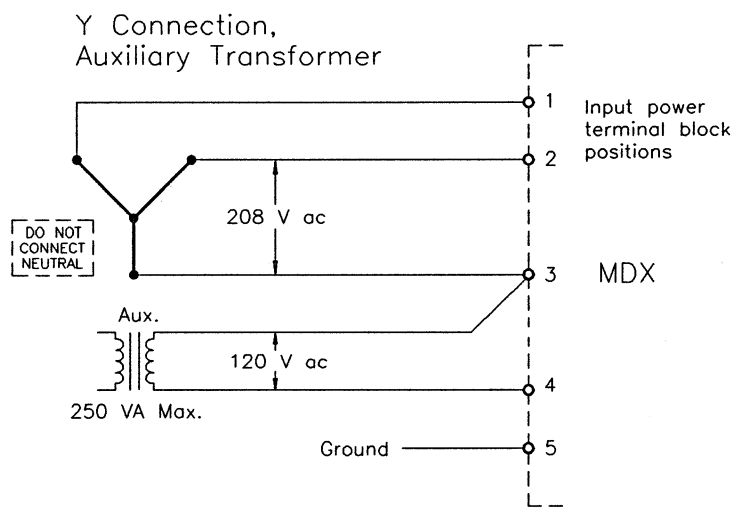 Y Connection,
Auxiliary Transformer
1
Input power
terminal block
positions
2
208 V ac
DO NOT
CONNECT
NEUTRAL
3
MDX
Aux.
120 V ac
4
250 VA Max.
Ground
5